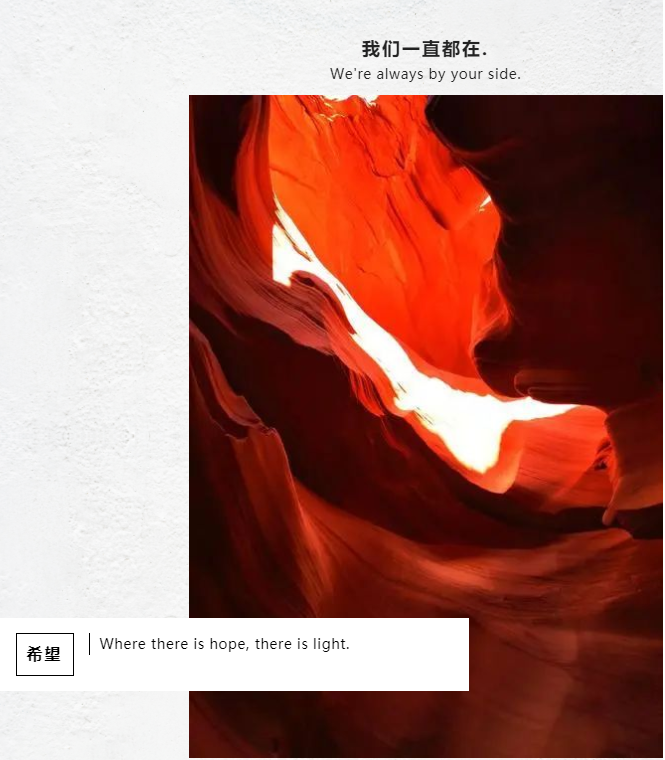 我们一直都在.
We're always by your side.
希望
Where there is hope, there is light.